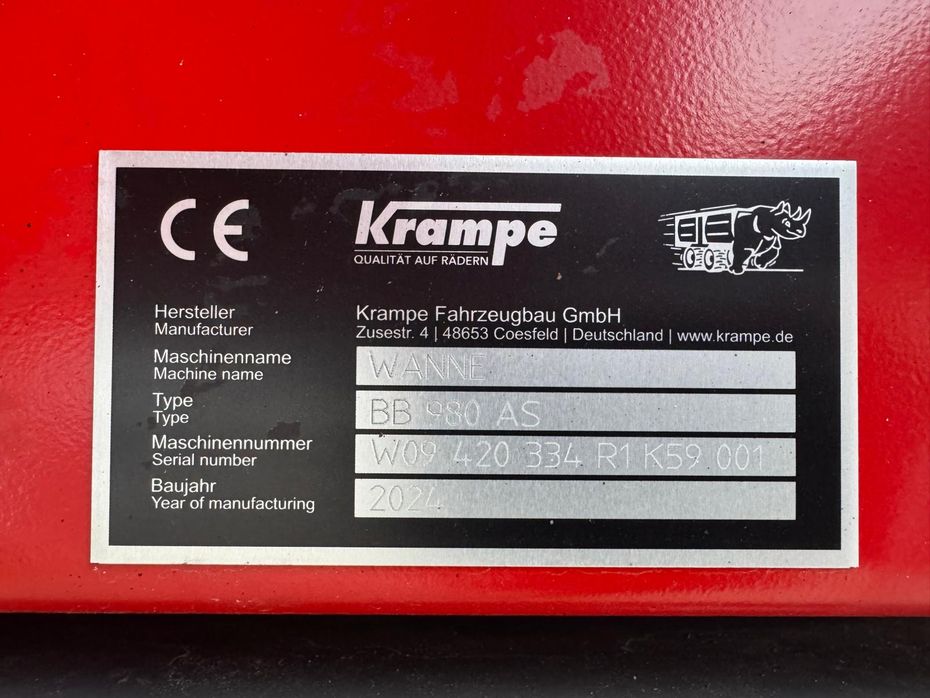 CE
Krampe
QUALITÄT AUF RÄDERN
Hersteller
Manufacturer
Krampe Fahrzeugbau GmbH
Zusestr. 4 | 48653 Coesfeld | Deutschland | www.krampe.de
Maschinenname
Machine name
WANNE
Type
Type
BB 980 AS
Maschinennummer
Serial number
W09 420 334 R1 K59 001
Baujahr
Year of manufacturing
2024